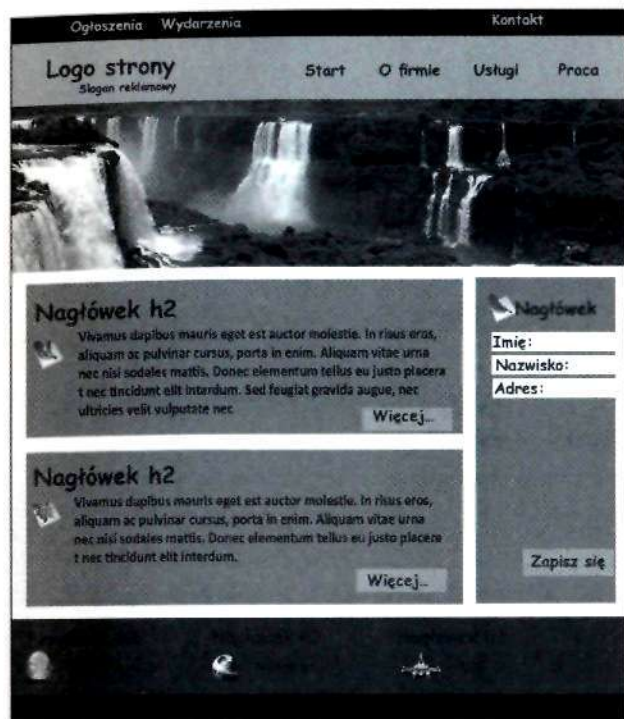 Ogłoszenia Wydarzenia Kontakt
Logo strony
Slogan reklamowy
Start O firmie Usługi Praca
Nagłówek h2
Vivamus dapibus mauris eget est auctor molestie. In risus eros,
aliquam ac pulvinar cursus, porta in enim. Aliquam vitae urna
nec nisi sodales mattis. Donec elementum tellus eu justo placera
t nec tincidunt elit interdum. Sed feugiat gravida augue, nec
ultricies velit vulputate nec
Więcej...
Nagłówek h2
Vivamus dapibus mauris eget est auctor molestie. In risus eros,
aliquam ac pulvinar cursus, porta in enim. Aliquam vitae urna
nec nisi sodales mattis. Donec elementum tellus eu justo placera
t nec tincidunt elit interdum.
Więcej...
Nagłówek
Imię:
Nazwisko:
Adres:
Zapisz się